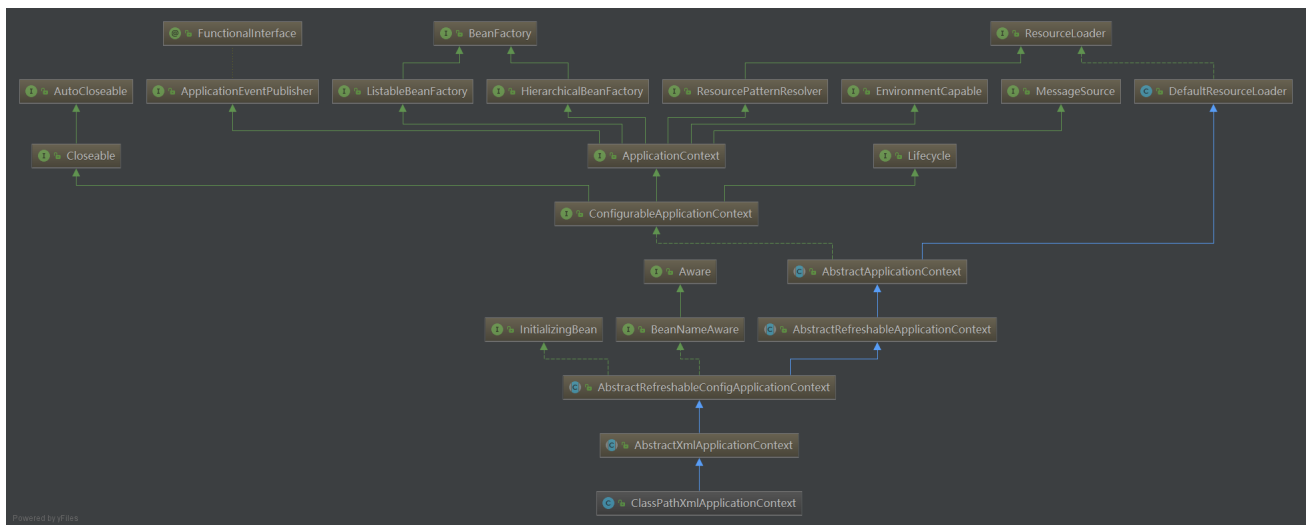 FunctionalInterface
BeanFactory
ResourceLoader
AutoCloseable
ApplicationEventPublisher
ListableBeanFactory
HierarchicalBeanFactory
ResourcePatternResolver
EnvironmentCapable
MessageSource
DefaultResourceLoader
Closeable
ApplicationContext
Lifecycle
ConfigurableApplicationContext
Aware
AbstractApplicationContext
InitializingBean
BeanNameAware
AbstractRefreshableApplicationContext
AbstractRefreshableConfigApplicationContext
AbstractXmlApplicationContext
ClassPathXmlApplicationContext
Powered by yFiles